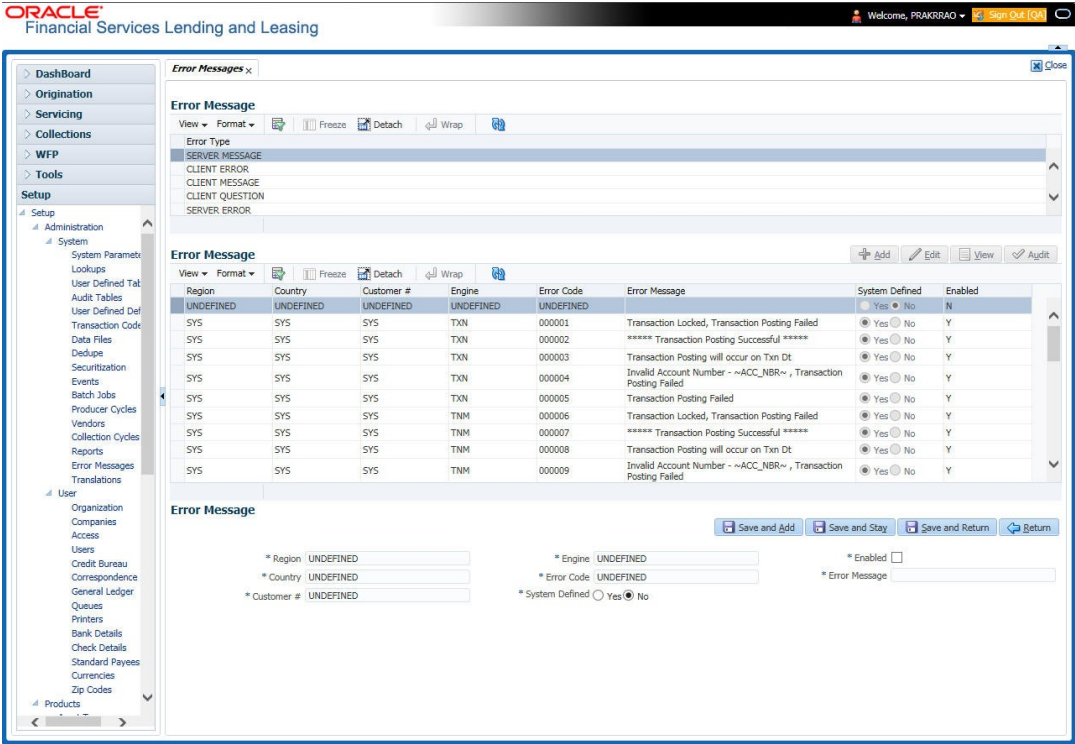 ORACLE®
Financial Services Lending and Leasing
Welcome, PRAKRRAO
Sign Out [QA]
DashBoard
Origination
Servicing
Collections
WFP
Tools
Setup
Setup
Administration
System
System Paramete
Lookups
User Defined Tab
Audit Tables
User Defined Def
Transaction Code
Data Files
Dedupe
Securitization
Events
Batch Jobs
Producer Cycles
Vendors
Collection Cycles
Reports
Error Messages
Translations
User
Organization
Companies
Access
Users
Credit Bureau
Correspondence
General Ledger
Queues
Printers
Bank Details
Check Details
Standard Payees
Currencies
Zip Codes
Products
Error Messages x
Close
Error Message
View Format Freeze Detach Wrap
Error Type
SERVER MESSAGE
CLIENT ERROR
CLIENT MESSAGE
CLIENT QUESTION
SERVER ERROR
Error Message
Add Edit View Audit
View Format Freeze Detach Wrap
Region Country Customer # Engine Error Code Error Message System Defined Enabled
UNDEFINED UNDEFINED UNDEFINED UNDEFINED UNDEFINED Yes No N
SYS SYS SYS TXN 000001 Transaction Locked, Transaction Posting Failed Yes No Y
SYS SYS SYS TXN 000002 ***** Transaction Posting Successful ***** Yes No Y
SYS SYS SYS TXN 000003 Transaction Posting will occur on Txn Dt Yes No Y
SYS SYS SYS TXN 000004 Invalid Account Number - ~ACC_NBR~ , Transaction Posting Failed Yes No Y
SYS SYS SYS TXN 000005 Transaction Posting Failed Yes No Y
SYS SYS SYS TNM 000006 Transaction Locked, Transaction Posting Failed Yes No Y
SYS SYS SYS TNM 000007 ***** Transaction Posting Successful ***** Yes No Y
SYS SYS SYS TNM 000008 Transaction Posting will occur on Txn Dt Yes No Y
SYS SYS SYS TNM 000009 Invalid Account Number - ~ACC_NBR~ , Transaction Posting Failed Yes No Y
Error Message
Save and Add Save and Stay Save and Return Return
* Region UNDEFINED * Engine UNDEFINED * Enabled
* Country UNDEFINED * Error Code UNDEFINED * Error Message
* Customer # UNDEFINED * System Defined Yes No